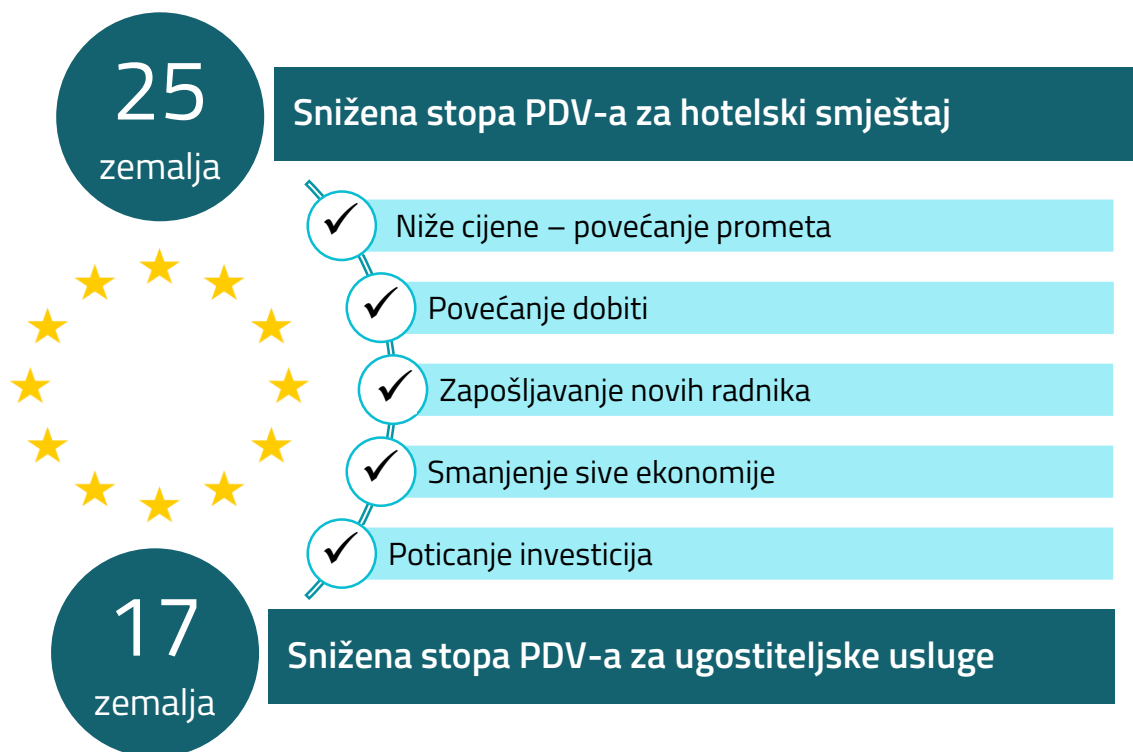 25
zemalja
Snižena stopa PDV-a za hotelski smještaj
Niže cijene – povećanje prometa
Povećanje dobiti
Zapošljavanje novih radnika
Smanjenje sive ekonomije
Poticanje investicija
17
zemalja
Snižena stopa PDV-a za ugostiteljske usluge